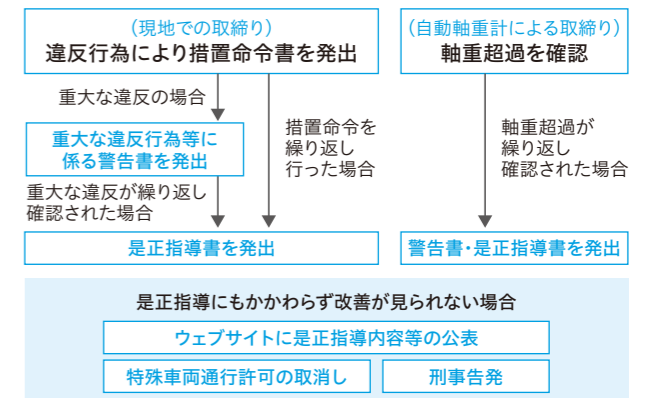 （現地での取締り）
違反行為により措置命令書を発出
重大な違反の場合
重大な違反行為等に
係る警告書を発出
重大な違反が繰り返し
確認された場合
措置命令を
繰り返し
行った場合
是正指導書を発出
（自動軸重計による取締り）
軸重超過を確認
軸重超過が
繰り返し
確認された場合
警告書・是正指導書を発出
是正指導にもかかわらず改善が見られない場合
ウェブサイトに是正指導内容等の公表
特殊車両通行許可の取消し
刑事告発